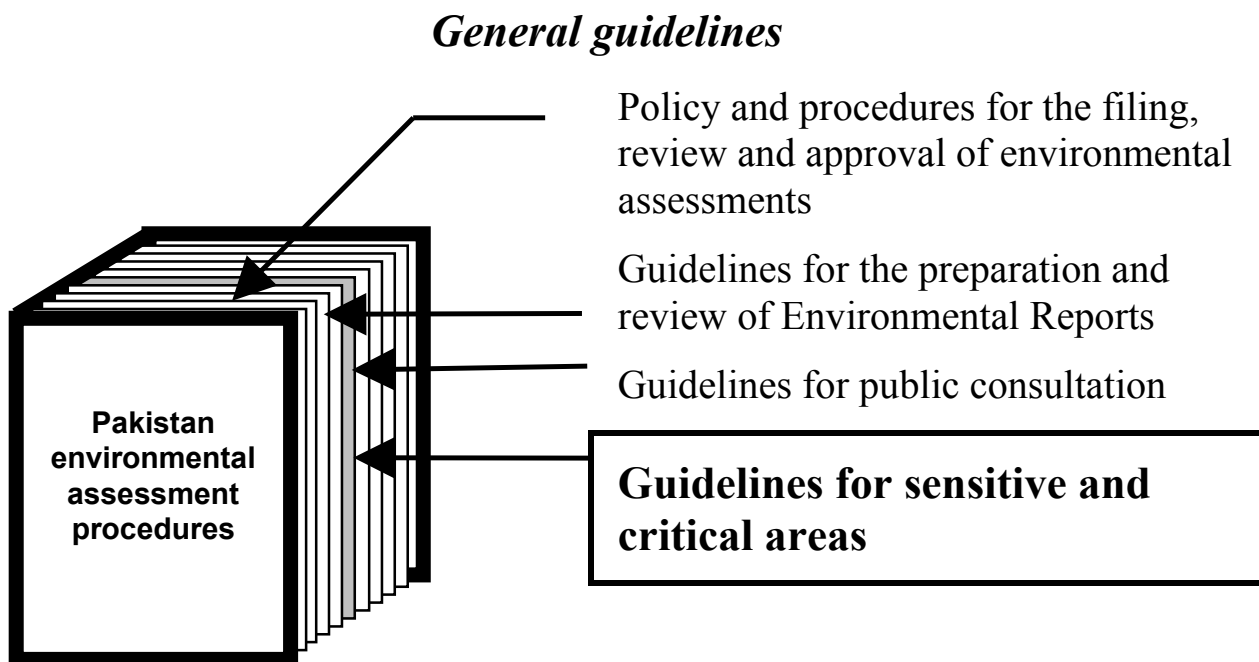 General guidelines
Policy and procedures for the filing,
review and approval of environmental
assessments
Guidelines for the preparation and
review of Environmental Reports
Guidelines for public consultation
Guidelines for sensitive and
critical areas
Pakistan
environmental
assessment
procedures